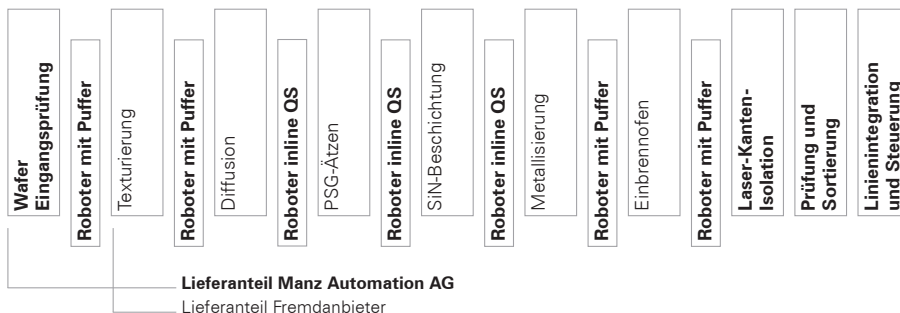 Wafer
Eingangsprüfung
Roboter mit Puffer
Texturierung
Roboter mit Puffer
Diffusion
Roboter inline QS
PSG-Ätzen
Roboter inline QS
SiN-Beschichtung
Roboter inline QS
Metallisierung
Roboter mit Puffer
Einbrennofen
Roboter mit Puffer
Laser-Kanten-
Isolation
Prüfung und
Sortierung
Linienintegration
und Steuerung
Lieferanteil Manz Automation AG
Lieferanteil Fremdanbieter